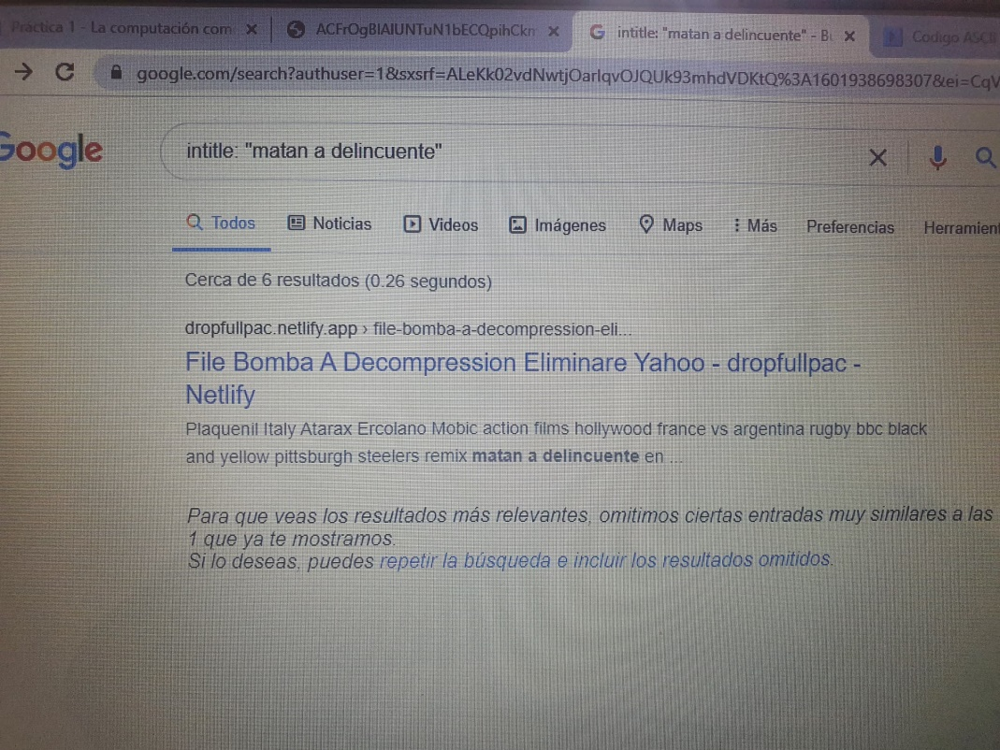 Práctica 1 - La computación com
ACFrOgBIAlUNTuN1bECQpihCkn
intitle: "matan a delincuente" - Bu
Codigo ASCII
google.com/search?authuser=1&sxsrf=ALeKk02vdNwtjOarlqvOJQUk93mhdVDKtQ%3A1601938698307&ei=CqV
Google
intitle: "matan a delincuente"
Todos Noticias Videos Imágenes Maps Más Preferencias Herramient
Cerca de 6 resultados (0.26 segundos)
dropfullpac.netlify.app › file-bomba-a-decompression-eli...
File Bomba A Decompression Eliminare Yahoo - dropfullpac -
Netlify
Plaquenil Italy Atarax Ercolano Mobic action films hollywood france vs argentina rugby bbc black
and yellow pittsburgh steelers remix matan a delincuente en ...
Para que veas los resultados más relevantes, omitimos ciertas entradas muy similares a las
1 que ya te mostramos.
Si lo deseas, puedes repetir la búsqueda e incluir los resultados omitidos.